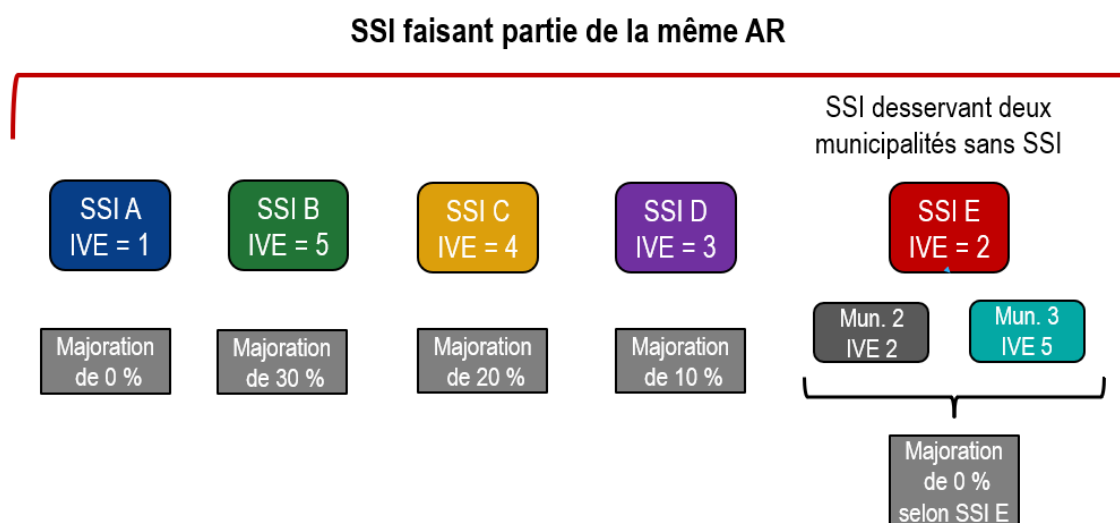 SSI faisant partie de la même AR
SSI desservant deux
municipalités sans SSI
SSI A
IVE = 1
SSI B
IVE = 5
SSI C
IVE = 4
SSI D
IVE = 3
SSI E
IVE = 2
Mun. 2
IVE 2
Mun. 3
IVE 5
Majoration
de 0 %
Majoration
de 30 %
Majoration
de 20 %
Majoration
de 10 %
Majoration
de 0 %
selon SSI E